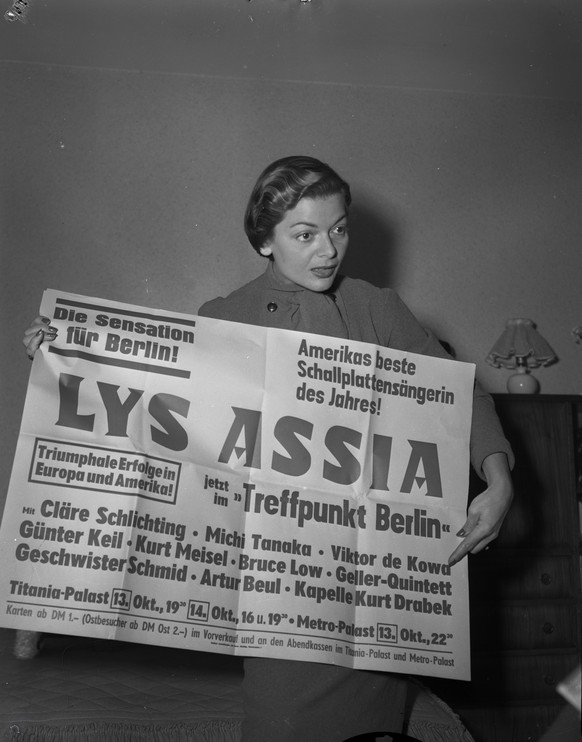 Die Sensation
für Berlin!
Amerikas beste
Schallplattensängerin
des Jahres!
LYS ASSIA
Triumphale Erfolge in
Europa und Amerika!
jetzt
im „Treffpunkt Berlin“
Mit Cläre Schlichting · Michi Tanaka · Viktor de Kowa
Günter Keil · Kurt Meisel · Bruce Low · Geller-Quintett
Geschwister Schmid · Artur Beul · Kapelle Kurt Drabek
Titania-Palast 13. Okt., 19³⁰ 14. Okt., 16 u. 19³⁰ · Metro-Palast 13. Okt., 22³⁰
Karten ab DM 1.– (Ostbesucher ab DM Ost 2.–) im Vorverkauf und an den Abendkassen im Titania-Palast und Metro-Palast